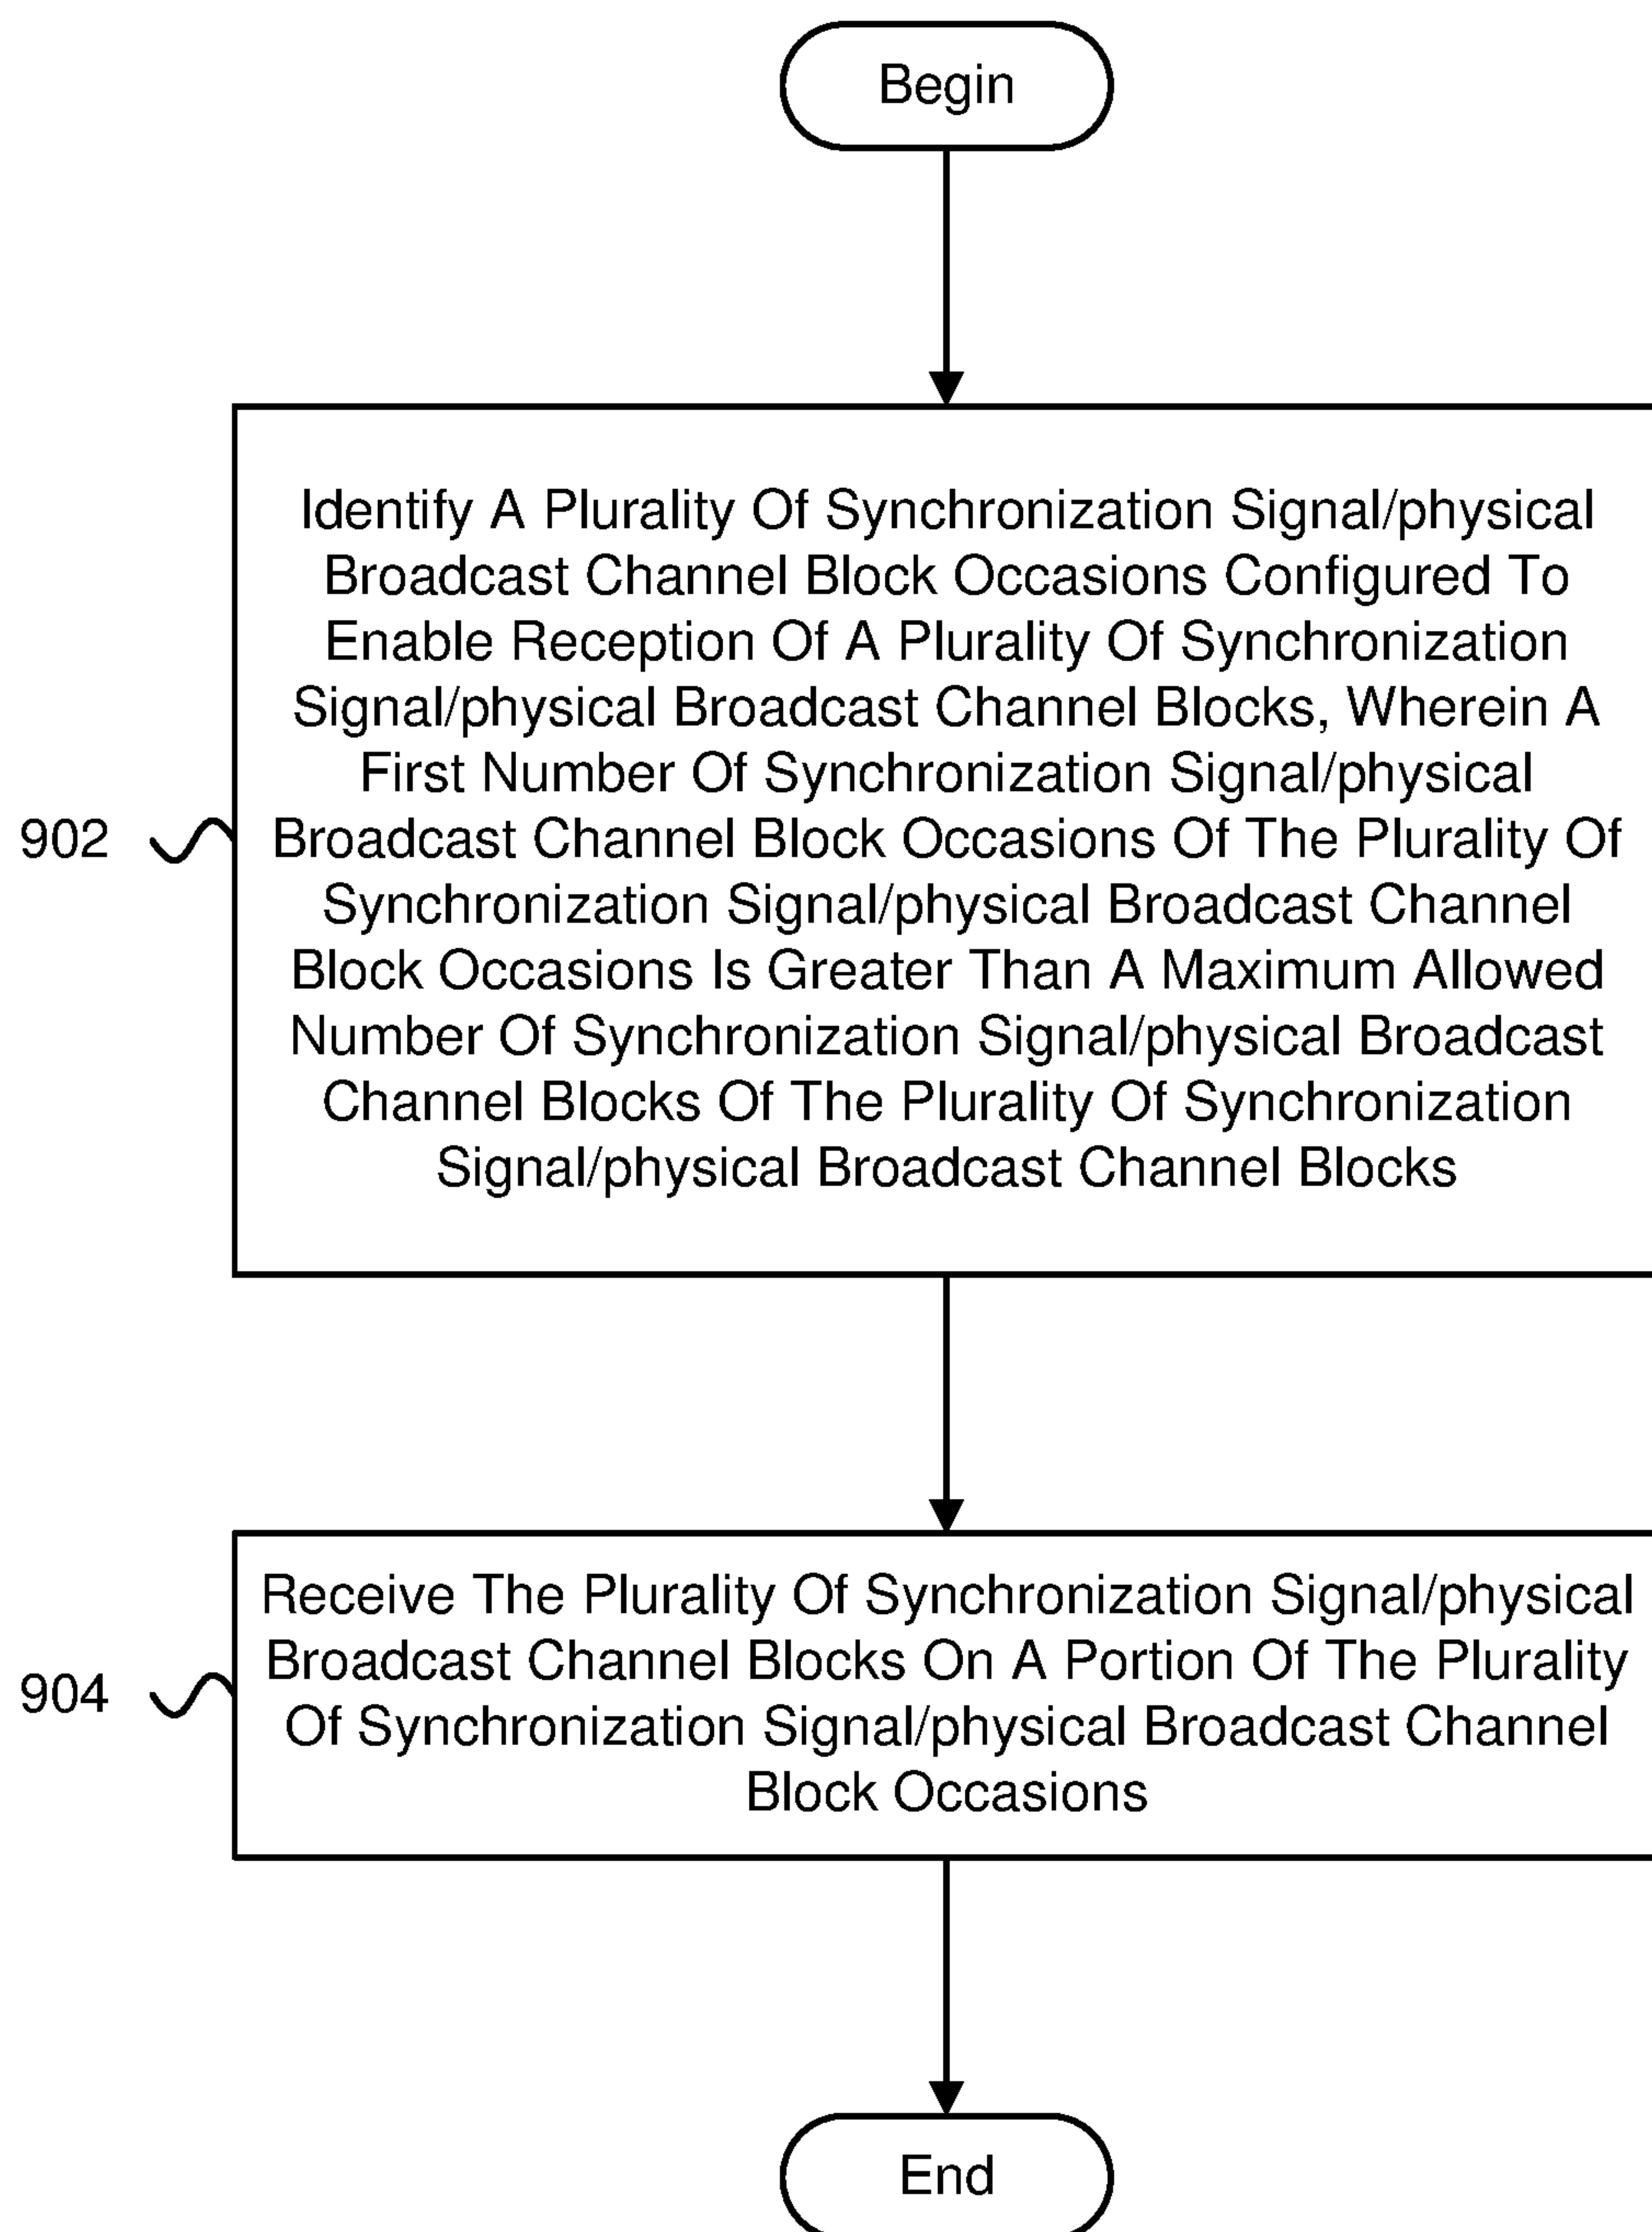 Begin
Identify A Plurality Of Synchronization Signal/physical
Broadcast Channel Block Occasions Configured To
Enable Reception Of A Plurality Of Synchronization
Signal/physical Broadcast Channel Blocks, Wherein A
First Number Of Synchronization Signal/physical
902
Broadcast Channel Block Occasions Of The Plurality Of
Synchronization Signal/physical Broadcast Channel
Block Occasions Is Greater Than A Maximum Allowed
Number Of Synchronization Signal/physical Broadcast
Channel Blocks Of The Plurality Of Synchronization
Signal/physical Broadcast Channel Blocks
Receive The Plurality Of Synchronization Signal/physical
Broadcast Channel Blocks On A Portion Of The Plurality
904
Of Synchronization Signal/physical Broadcast Channel
Block Occasions
End